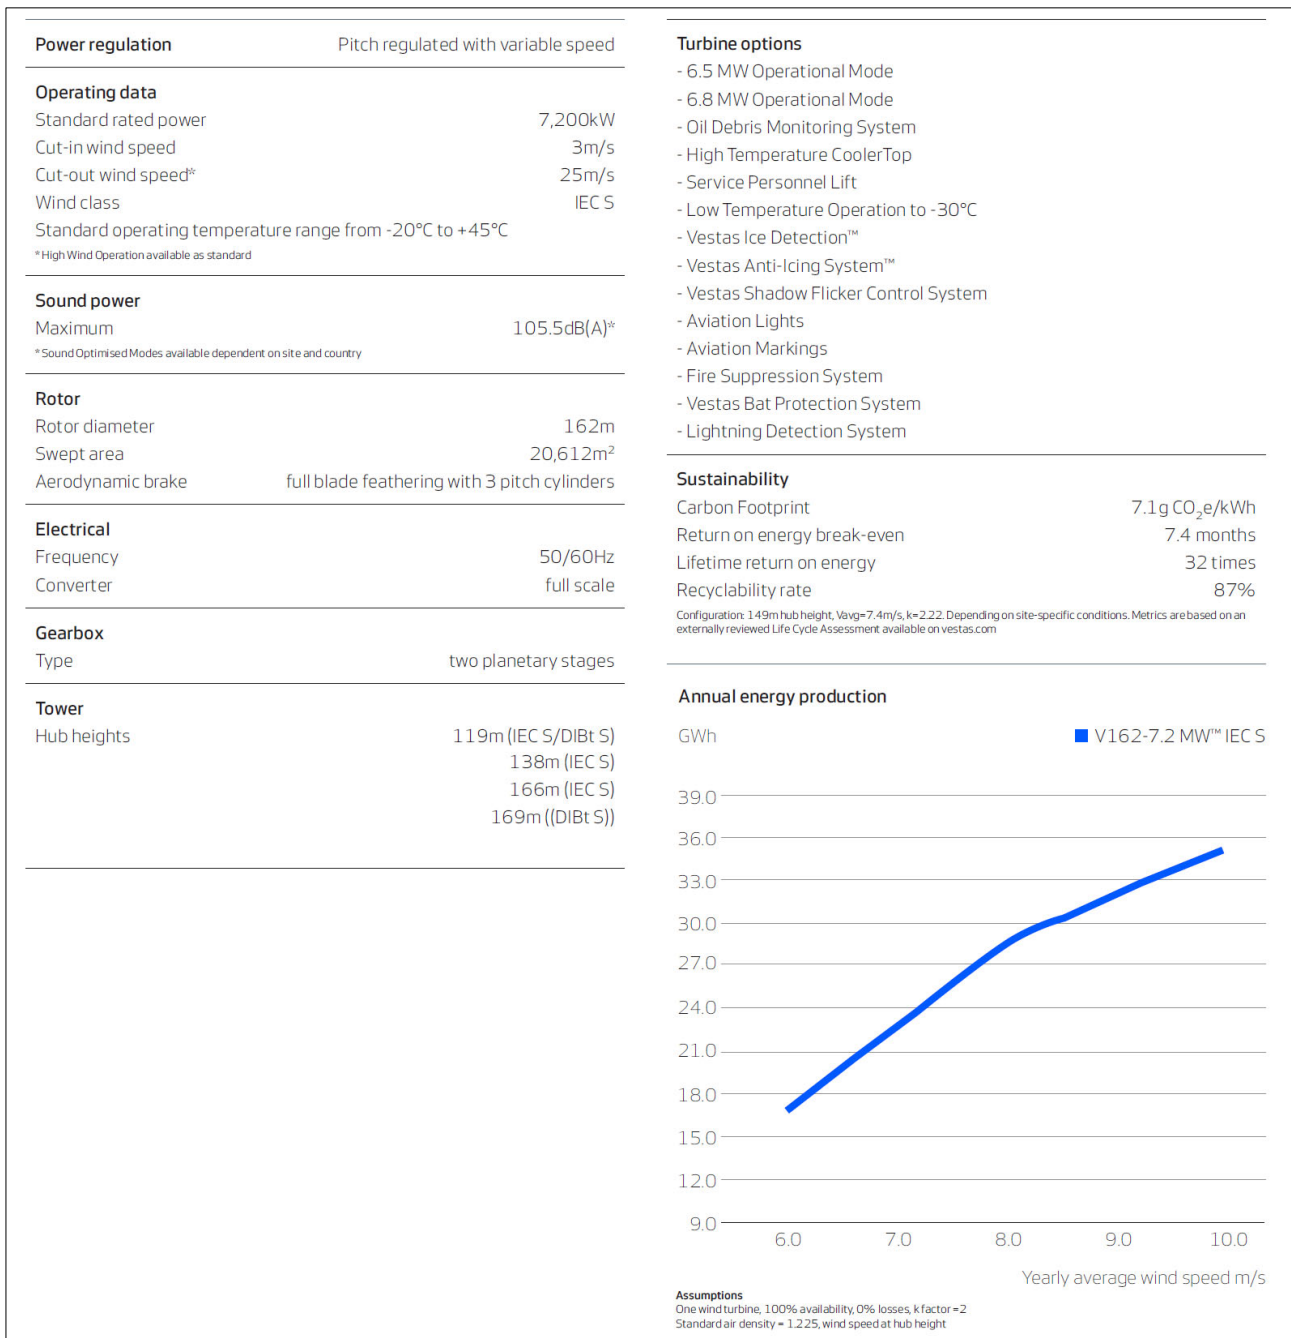 Power regulation Pitch regulated with variable speed
Operating data
Standard rated power 7,200kW
Cut-in wind speed 3m/s
Cut-out wind speed* 25m/s
Wind class IEC S
Standard operating temperature range from -20°C to +45°C
*High Wind Operation available as standard
Sound power
Maximum 105.5dB(A)*
*Sound Optimised Modes available dependent on site and country
Rotor
Rotor diameter 162m
Swept area 20,612m²
Aerodynamic brake full blade feathering with 3 pitch cylinders
Electrical
Frequency 50/60Hz
Converter full scale
Gearbox
Type two planetary stages
Tower
Hub heights 119m (IEC S/DIBt S)
138m (IEC S)
166m (IEC S)
169m ((DIBt S))
Turbine options
- 6.5 MW Operational Mode
- 6.8 MW Operational Mode
- Oil Debris Monitoring System
- High Temperature CoolerTop
- Service Personnel Lift
- Low Temperature Operation to -30°C
- Vestas Ice Detection™
- Vestas Anti-Icing System™
- Vestas Shadow Flicker Control System
- Aviation Lights
- Aviation Markings
- Fire Suppression System
- Vestas Bat Protection System
- Lightning Detection System
Sustainability
Carbon Footprint 7.1g CO₂e/kWh
Return on energy break-even 7.4 months
Lifetime return on energy 32 times
Recyclability rate 87%
Configuration: 149m hub height, Vavg=7.4m/s, k=2.22. Depending on site-specific conditions. Metrics are based on an
externally reviewed Life Cycle Assessment available on vestas.com
Annual energy production
GWh V162-7.2 MW™ IEC S
39.0
36.0
33.0
30.0
27.0
24.0
21.0
18.0
15.0
12.0
9.0
6.0 7.0 8.0 9.0 10.0
Yearly average wind speed m/s
Assumptions
One wind turbine, 100% availability, 0% losses, k factor =2
Standard air density = 1.225, wind speed at hub height